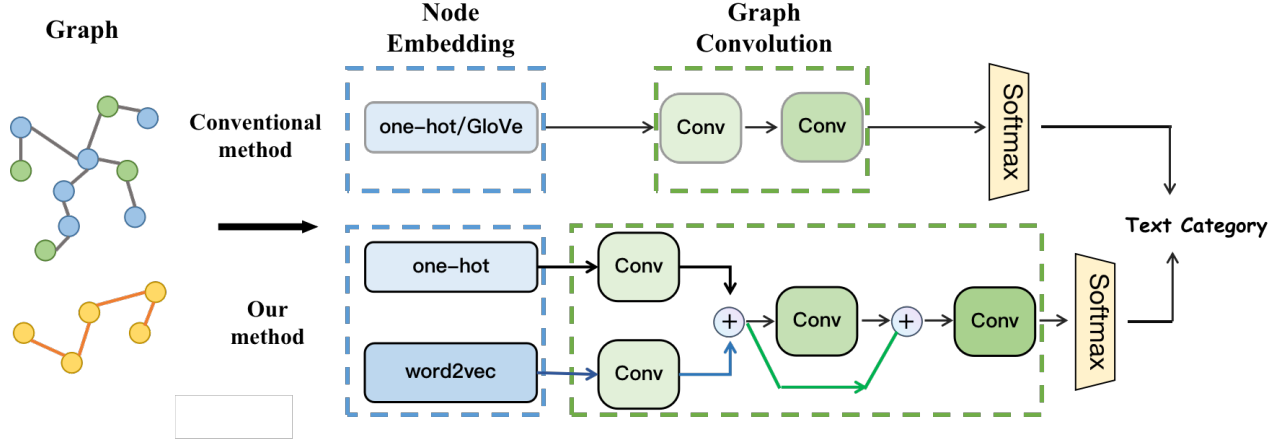 Graph
Node
Embedding
Graph
Convolution
Conventional
method
one-hot/GloVe
Conv
Conv
Softmax
Text Category
Our
method
one-hot
word2vec
Conv
Conv
+
Conv
+
Conv
Softmax